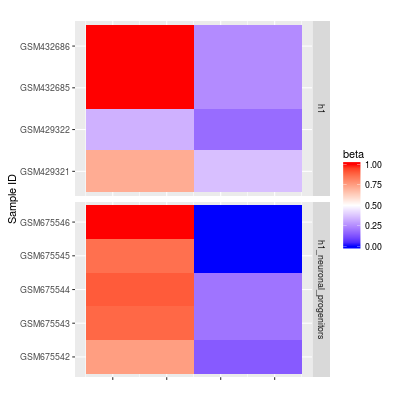 Sample ID
GSM432686
GSM432685
GSM429322
GSM429321
h1
GSM675546
GSM675545
GSM675544
GSM675543
GSM675542
h1_neuronal_progenitors
beta
1.00
0.75
0.50
0.25
0.00